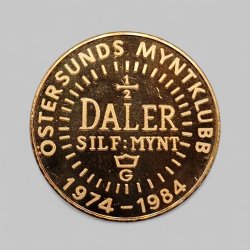 ÖSTERSUNDS MYNTKLUBB
1/2
DALER
SILF: MYNT
G
1974-1984